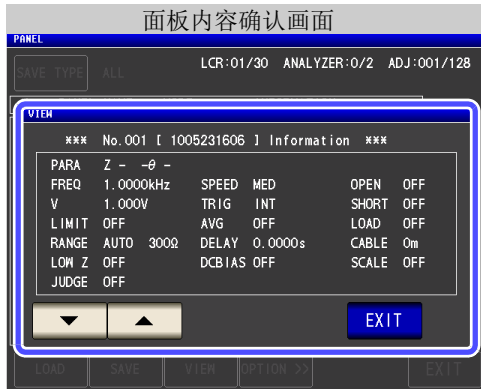 面板内容确认画面
PANEL
SAVE TYPE ALL LCR:01/30 ANALYZER:0/2 ADJ:001/128
VIEW
*** No.001 [ 1005231606 ] Information ***
PARA Z - -θ -
FREQ 1.0000kHz SPEED MED OPEN OFF
V 1.000V TRIG INT SHORT OFF
LIMIT OFF AVG OFF LOAD OFF
RANGE AUTO 300Ω DELAY 0.0000s CABLE 0m
LOW Z OFF DCBIAS OFF SCALE OFF
JUDGE OFF
EXIT
LOAD SAVE VIEW OPTION >> EXIT